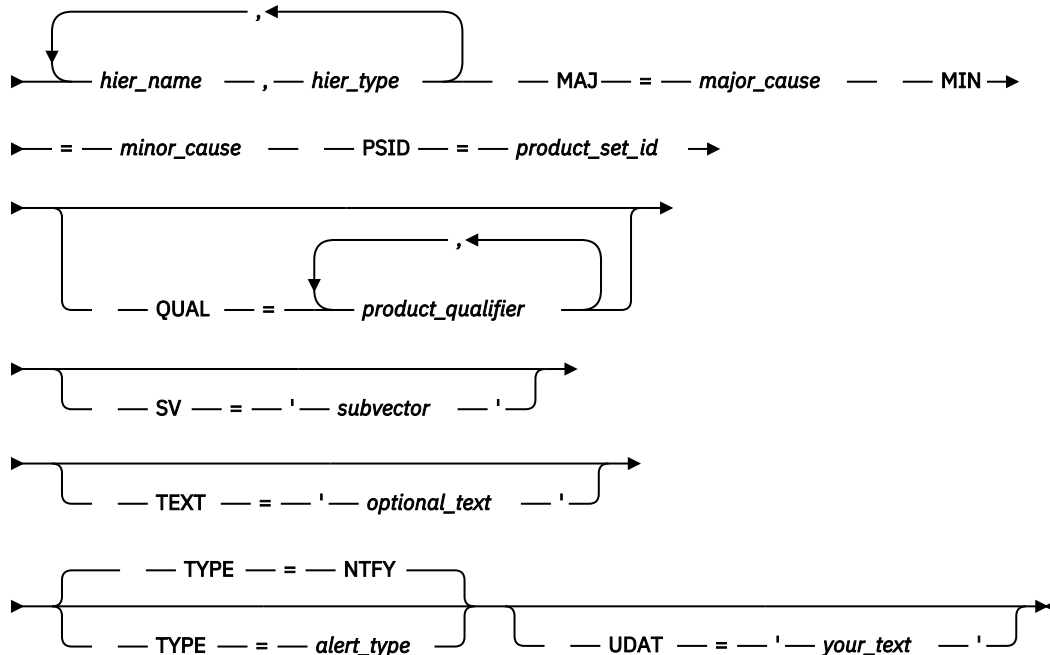 ,
hier_name , hier_type MAJ = major_cause MIN
= minor_cause PSID = product_set_id
,
QUAL = product_qualifier
SV = ' subvector '
TEXT = ' optional_text '
TYPE = NTFY
TYPE = alert_type UDAT = ' your_text '